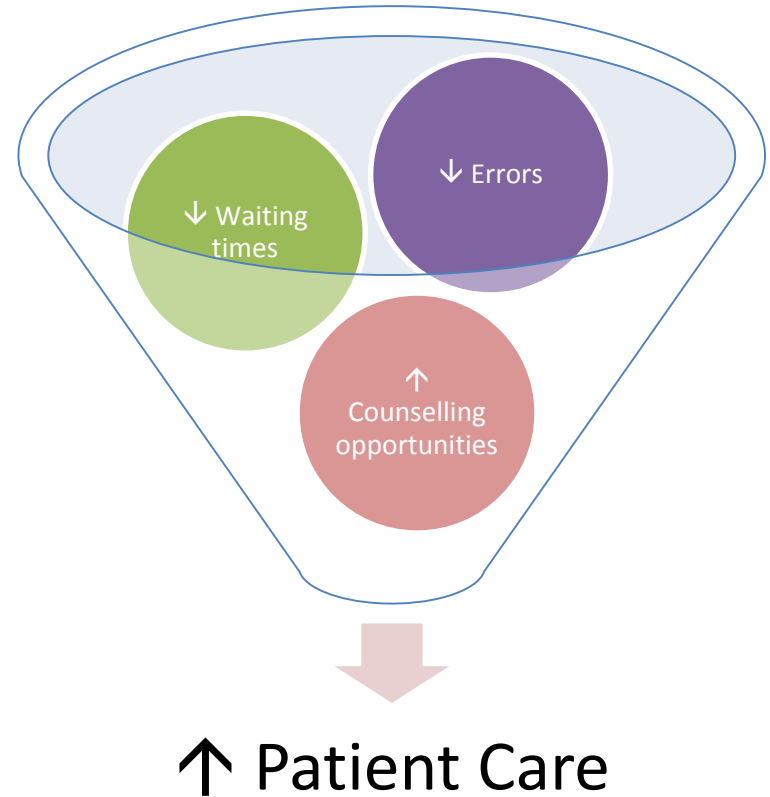 ↓ Errors
↓ Waiting
times
↑
Counselling
opportunities
↑ Patient Care